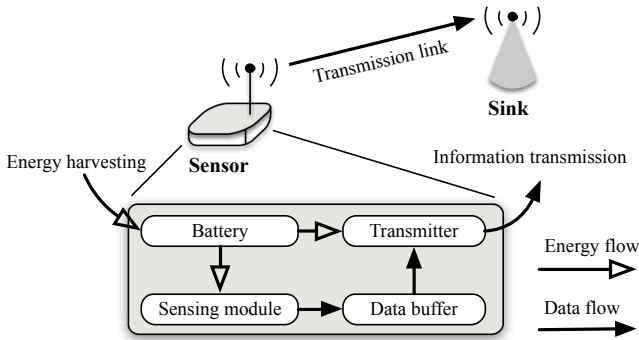 Transmission link
Sink
Sensor
Energy harvesting
Information transmission
Battery
Transmitter
Sensing module
Data buffer
Energy flow
Data flow